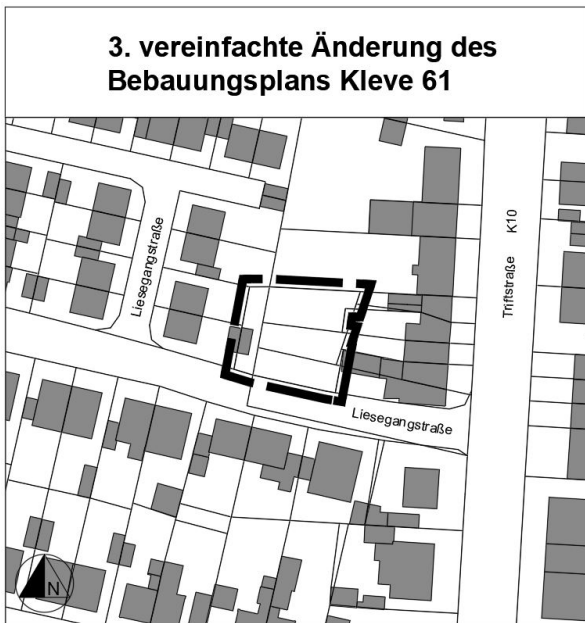 3. vereinfachte Änderung des
Bebauungsplans Kleve 61
Liesegangstraße
Triftstraße K10
Liesegangstraße
N